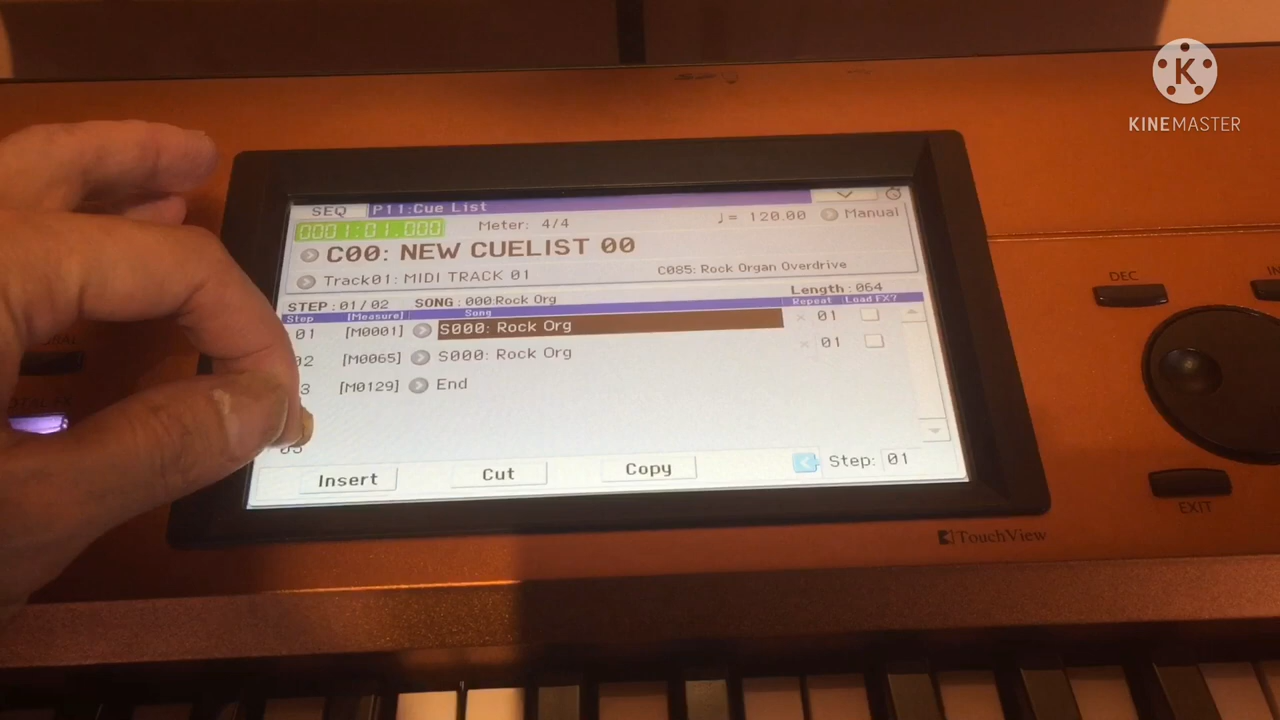 K
KINEMASTER
SEQ P11:Cue List
0001:01.000 Meter: 4/4 ♩= 120.00 Manual
C00: NEW CUELIST 00
Track01: MIDI TRACK 01 C085: Rock Organ Overdrive
STEP: 01/02 SONG: 000:Rock Org Length: 064
Step [Measure] Song Repeat Load FX?
01 [M0001] S000: Rock Org × 01
02 [M0065] S000: Rock Org × 01
3 [M0129] End
05
Insert Cut Copy Step: 01
DEC
EXIT
TouchView